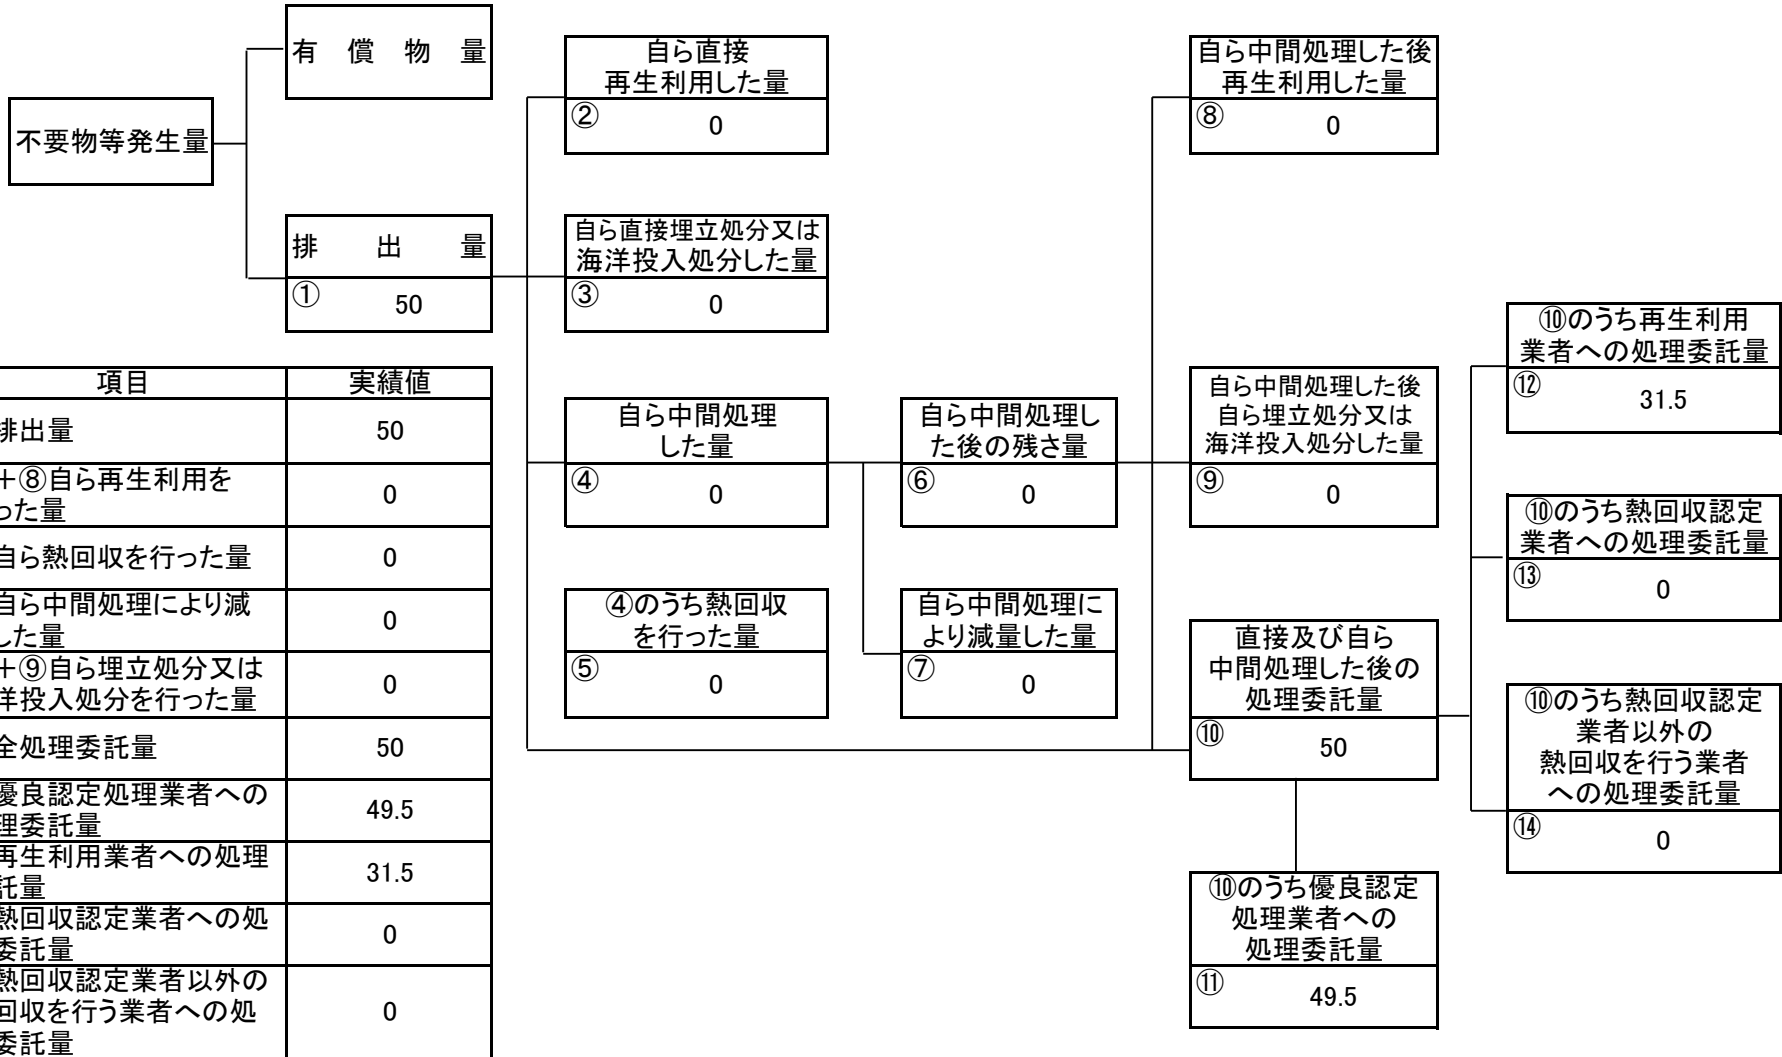 有償物量
不要物等発生量
排出量
①
50
自ら直接
再生利用した量
②
0
自ら直接埋立処分又は
海洋投入処分した量
③
0
自ら中間処理
した量
④
0
④のうち熱回収
を行った量
⑤
0
自ら中間処理し
た後の残さ量
⑥
0
自ら中間処理に
より減量した量
⑦
0
自ら中間処理した後
再生利用した量
⑧
0
自ら中間処理した後
自ら埋立処分又は
海洋投入処分した量
⑨
0
直接及び自ら
中間処理した後の
処理委託量
⑩
50
⑩のうち優良認定
処理業者への
処理委託量
⑪
49.5
⑩のうち再生利用
業者への処理委託量
⑫
31.5
⑩のうち熱回収認定
業者への処理委託量
⑬
0
⑩のうち熱回収認定
業者以外の
熱回収を行う業者
への処理委託量
⑭
0
項目
実績値
排出量
50
+⑧自ら再生利用を
った量
0
自ら熱回収を行った量
0
自ら中間処理により減
した量
0
+⑨自ら埋立処分又は
洋投入処分を行った量
0
全処理委託量
50
優良認定処理業者への
理委託量
49.5
再生利用業者への処理
託量
31.5
熱回収認定業者への処
委託量
0
熱回収認定業者以外の
回収を行う業者への処
委託量
0